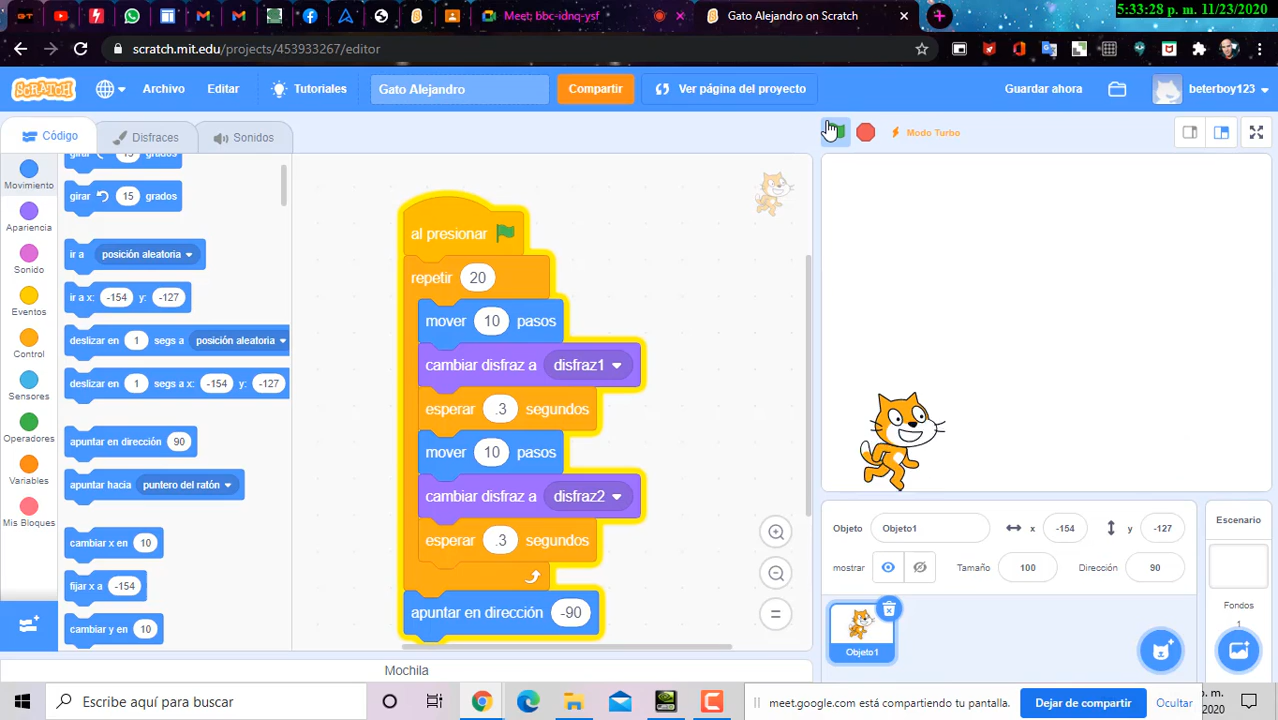 5:33:28 p. m. 11/23/2020
Meet: bbc-idnq-ysf
Gato Alejandro on Scratch
scratch.mit.edu/projects/453933267/editor
SCRATCH
Archivo
Editar
Tutoriales
Gato Alejandro
Compartir
Ver página del proyecto
Guardar ahora
beterboy123
Código
Disfraces
Sonidos
Modo Turbo
Movimiento
Apariencia
Sonido
Eventos
Control
Sensores
Operadores
Variables
Mis Bloques
girar 15 grados
girar 15 grados
ir a posición aleatoria
ir a x: -154 y: -127
deslizar en 1 segs a posición aleatoria
deslizar en 1 segs a x: -154 y: -127
apuntar en dirección 90
apuntar hacia puntero del ratón
cambiar x en 10
fijar x a -154
cambiar y en 10
al presionar
repetir 20
mover 10 pasos
cambiar disfraz a disfraz1
esperar .3 segundos
mover 10 pasos
cambiar disfraz a disfraz2
esperar .3 segundos
apuntar en dirección -90
Objeto Objeto1 x -154 y -127
mostrar Tamaño 100 Dirección 90
Objeto1
Escenario
Fondos
1
Mochila
Escribe aquí para buscar
meet.google.com está compartiendo tu pantalla.
Dejar de compartir
Ocultar
. m.
2020